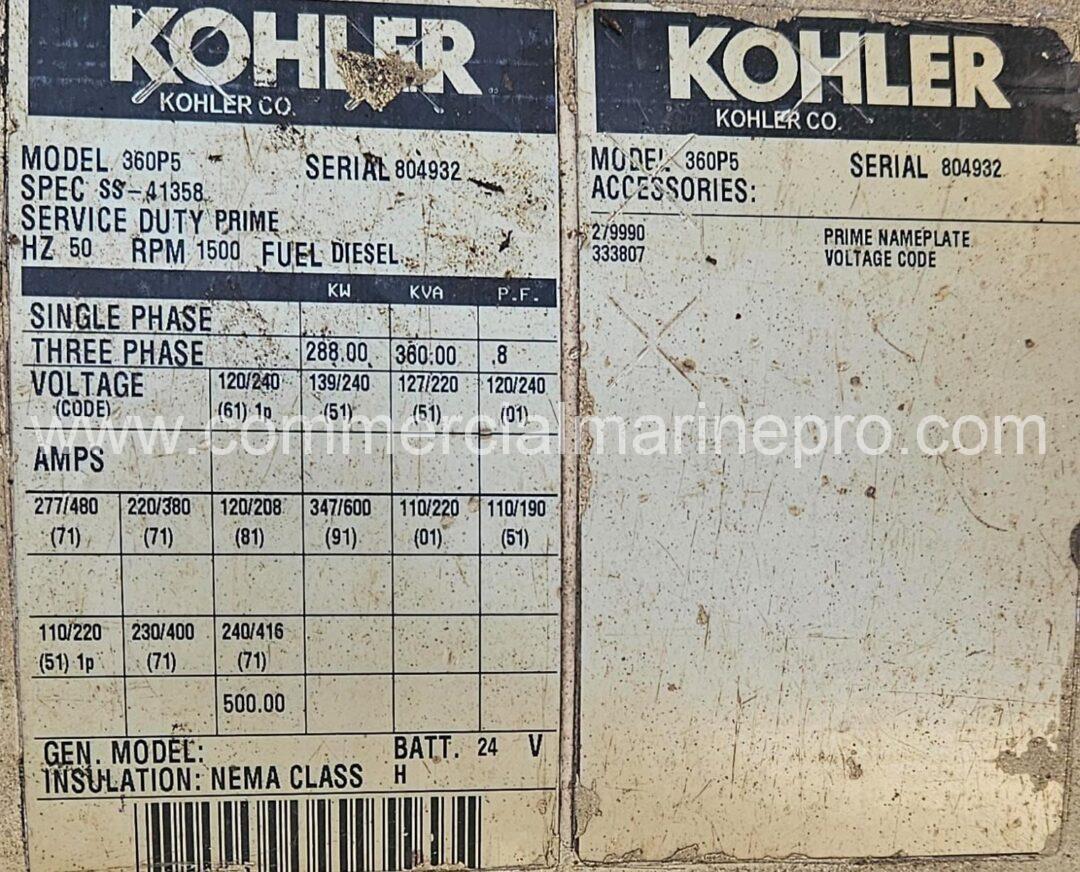 KOHLER
KOHLER CO.
MODEL 360P5 SERIAL 804932
SPEC SS-41358
SERVICE DUTY PRIME
HZ 50 RPM 1500 FUEL DIESEL
KW KVA P.F.
SINGLE PHASE
THREE PHASE 288.00 360.00 .8
VOLTAGE 120/240 139/240 127/220 120/240
(CODE) (61) 1p (51) (51) (01)
AMPS
277/480 220/380 120/208 347/600 110/220 110/190
(71) (71) (81) (91) (01) (51)
110/220 230/400 240/416
(51) 1p (71) (71)
500.00
GEN. MODEL: BATT. 24 V
INSULATION: NEMA CLASS H
KOHLER
KOHLER CO.
MODEL 360P5 SERIAL 804932
ACCESSORIES:
279990 PRIME NAMEPLATE
333807 VOLTAGE CODE
www.commercialmarinepro.com